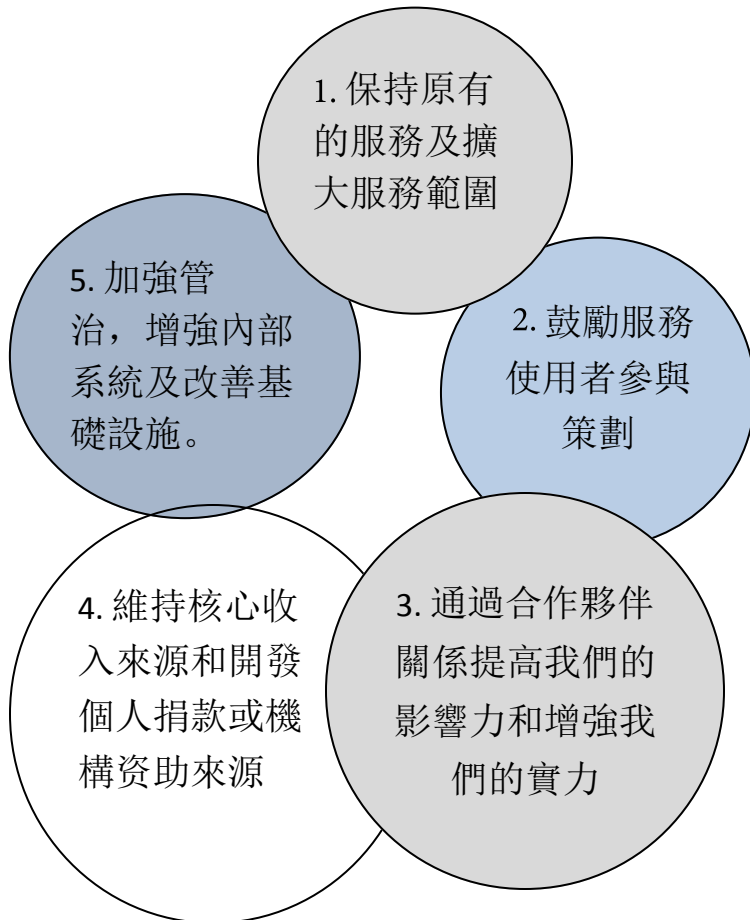 1. 保持原有
的服務及擴
大服務範圍
2. 鼓勵服務
使用者參與
策劃
3. 通過合作夥伴
關係提高我們的
影響力和增強我
們的實力
4. 維持核心收
入來源和開發
個人捐款或機
構资助來源
5. 加強管
治，增強內部
系統及改善基
礎設施。